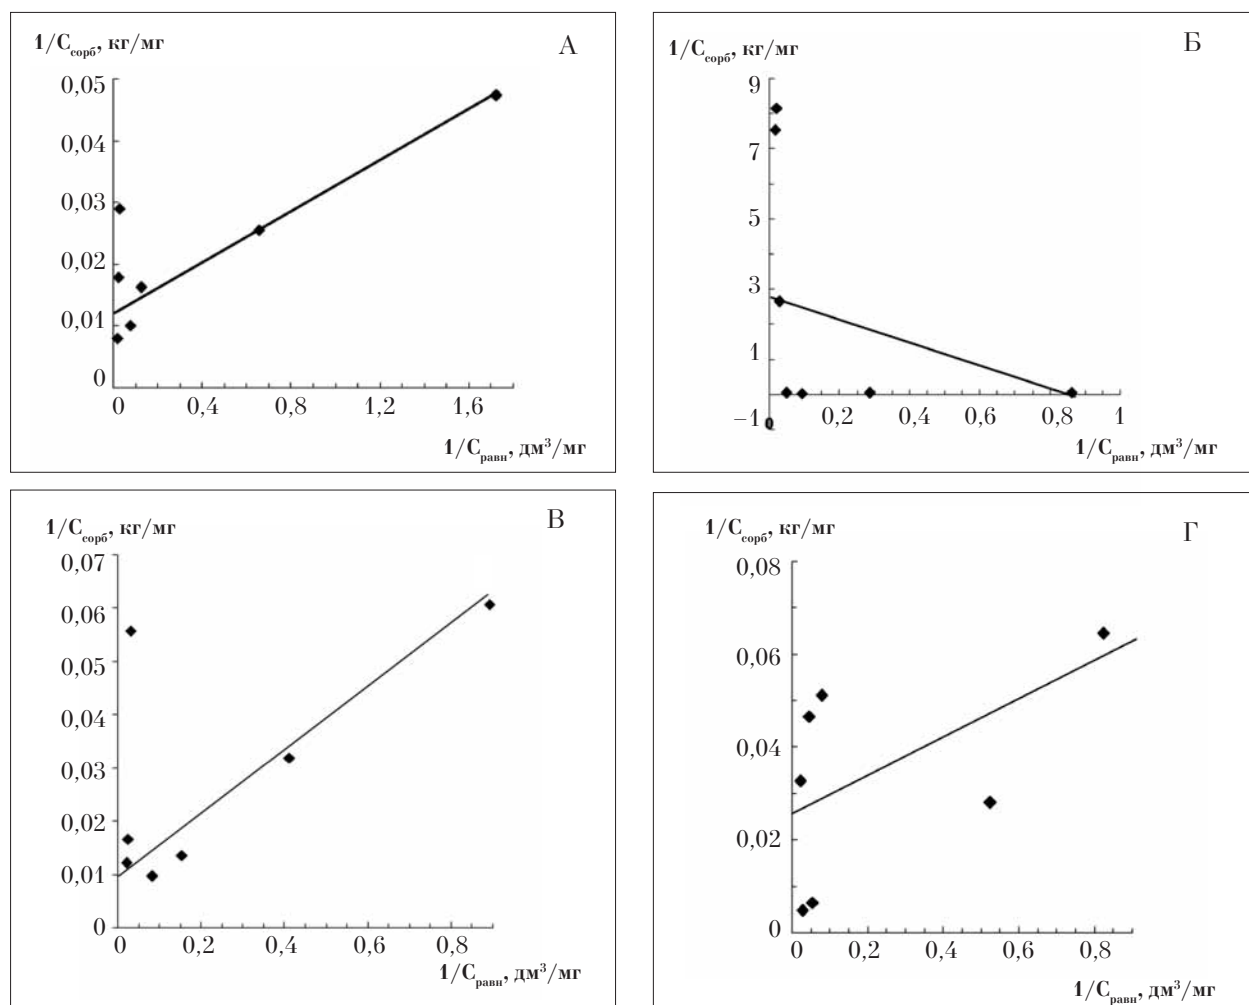 1/Cсорб, кг/мг
А
0,05
0,04
0,03
0,02
0,01
0
0 0,4 0,8 1,2 1,6
1/Cравн, дм³/мг
1/Cсорб, кг/мг
Б
9
7
5
3
1
–1
0 0,2 0,4 0,6 0,8 1
1/Cравн, дм³/мг
1/Cсорб, кг/мг
В
0,07
0,06
0,05
0,04
0,03
0,02
0,01
0
0 0,2 0,4 0,6 0,8
1/Cравн, дм³/мг
1/Cсорб, кг/мг
Г
0,08
0,06
0,04
0,02
0
0 0,2 0,4 0,6 0,8
1/Cравн, дм³/мг